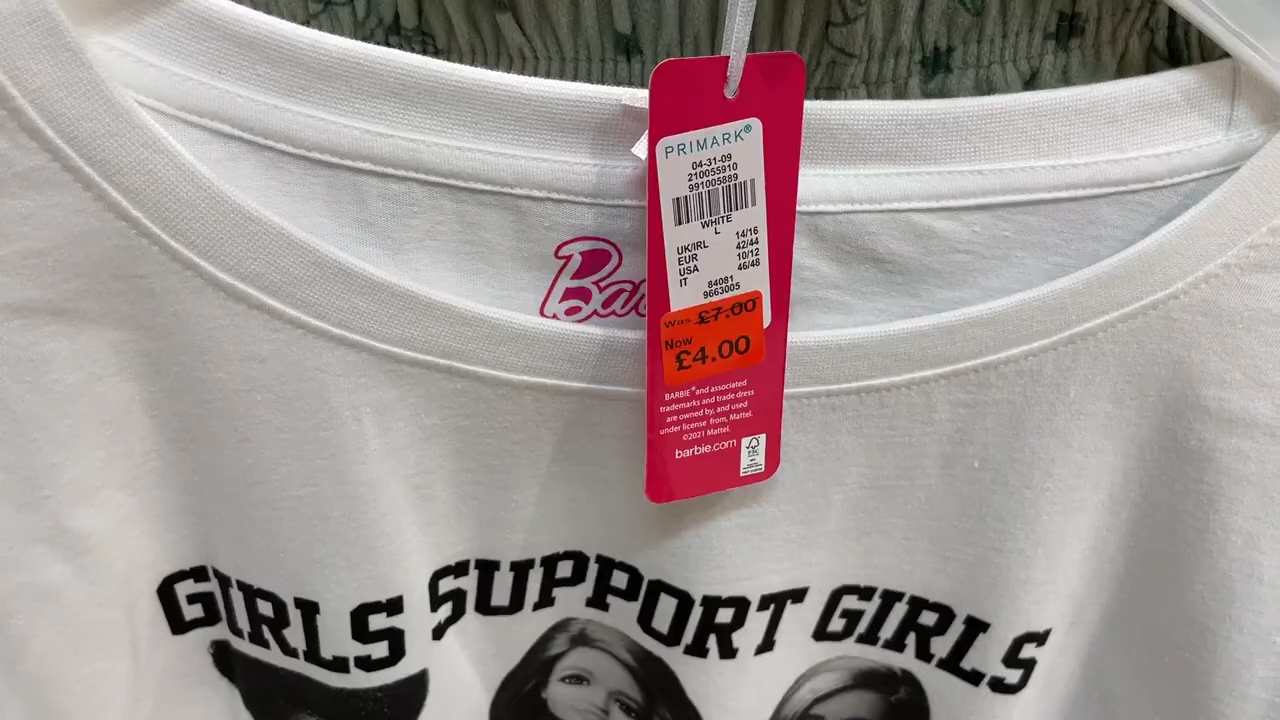 PRIMARK®
04-31-09
210055910
991005889
WHITE
L
UK/IRL 14/16
EUR 42/44
USA 10/12
IT 46/48
84081
9663005
Was £7.00
Now
£4.00
BARBIE® and associated
trademarks and trade dress
are owned by, and used
under license from, Mattel.
©2021 Mattel.
barbie.com
FSC
GIRLS SUPPORT GIRLS